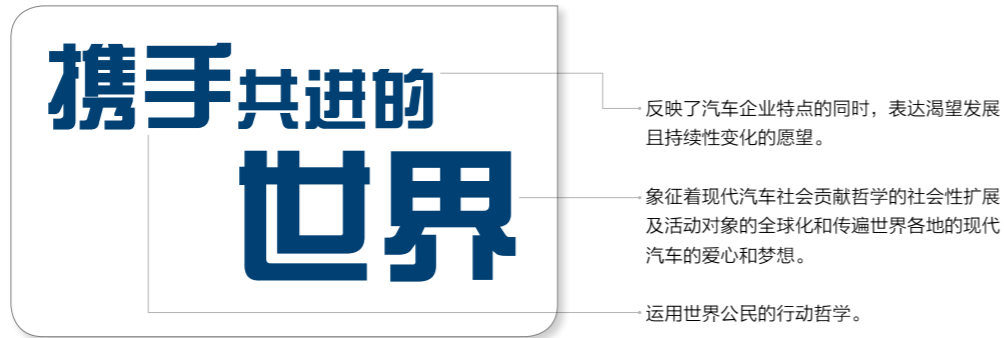 携手共进的
世界
反映了汽车企业特点的同时，表达渴望发展
且持续性变化的愿望。
象征着现代汽车社会贡献哲学的社会性扩展
及活动对象的全球化和传遍世界各地的现代
汽车的爱心和梦想。
运用世界公民的行动哲学。